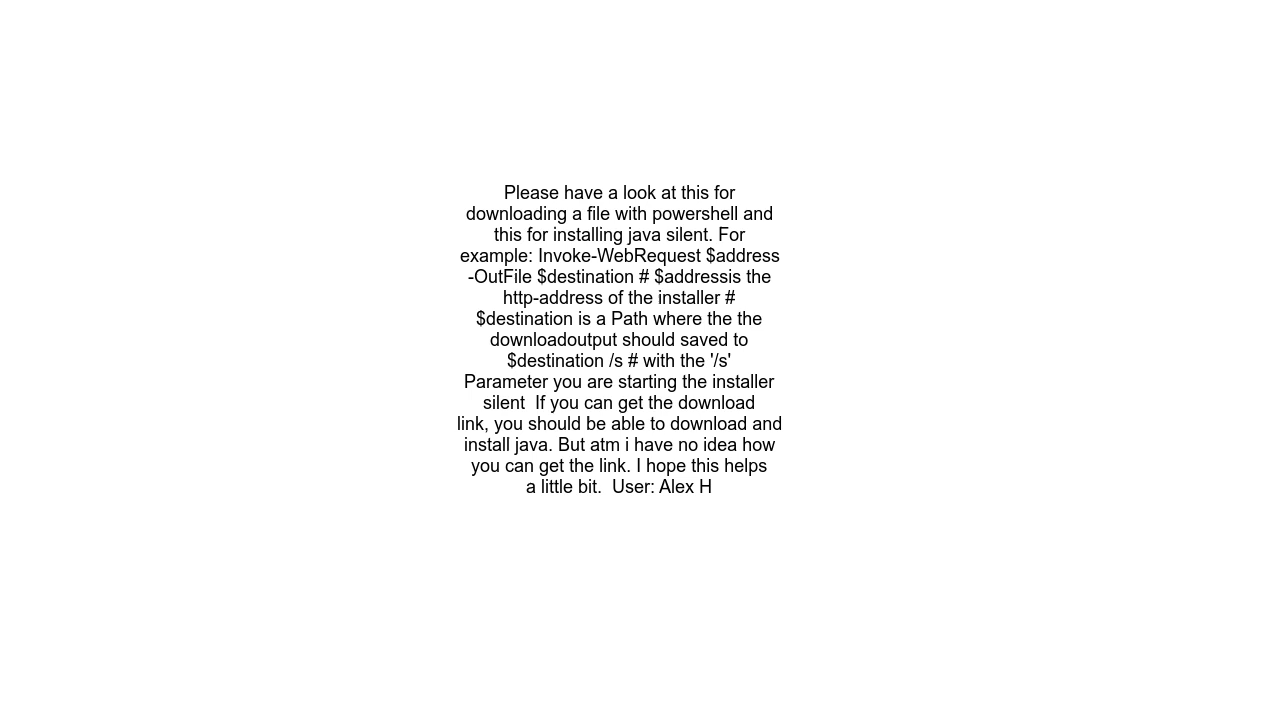 Please have a look at this for
downloading a file with powershell and
this for installing java silent. For
example: Invoke-WebRequest $address
-OutFile $destination # $addressis the
http-address of the installer #
$destination is a Path where the the
downloadoutput should saved to
$destination /s # with the '/s'
Parameter you are starting the installer
silent  If you can get the download
link, you should be able to download and
install java. But atm i have no idea how
you can get the link. I hope this helps
a little bit.  User: Alex H